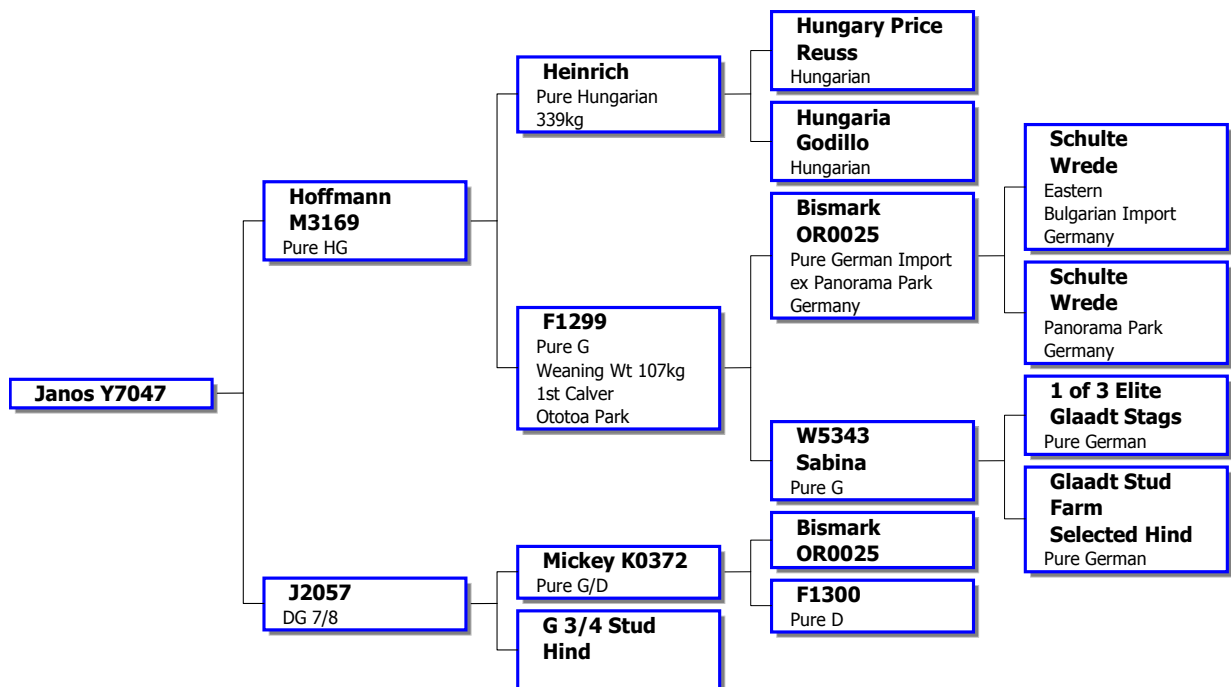 Janos Y7047
Hoffmann
M3169
Pure HG
J2057
DG 7/8
Heinrich
Pure Hungarian
339kg
F1299
Pure G
Weaning Wt 107kg
1st Calver
Ototoa Park
Mickey K0372
Pure G/D
G 3/4 Stud
Hind
Hungary Price
Reuss
Hungarian
Hungaria
Godillo
Hungarian
Bismark
OR0025
Pure German Import
ex Panorama Park
Germany
W5343
Sabina
Pure G
Bismark
OR0025
F1300
Pure D
Schulte
Wrede
Eastern
Bulgarian Import
Germany
Schulte
Wrede
Panorama Park
Germany
1 of 3 Elite
Glaadt Stags
Pure German
Glaadt Stud
Farm
Selected Hind
Pure German